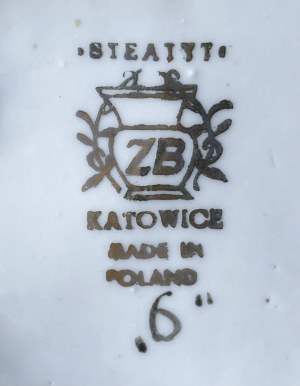 ·STEATYT·
ZB
KATOWICE
MADE IN
POLAND
„6"